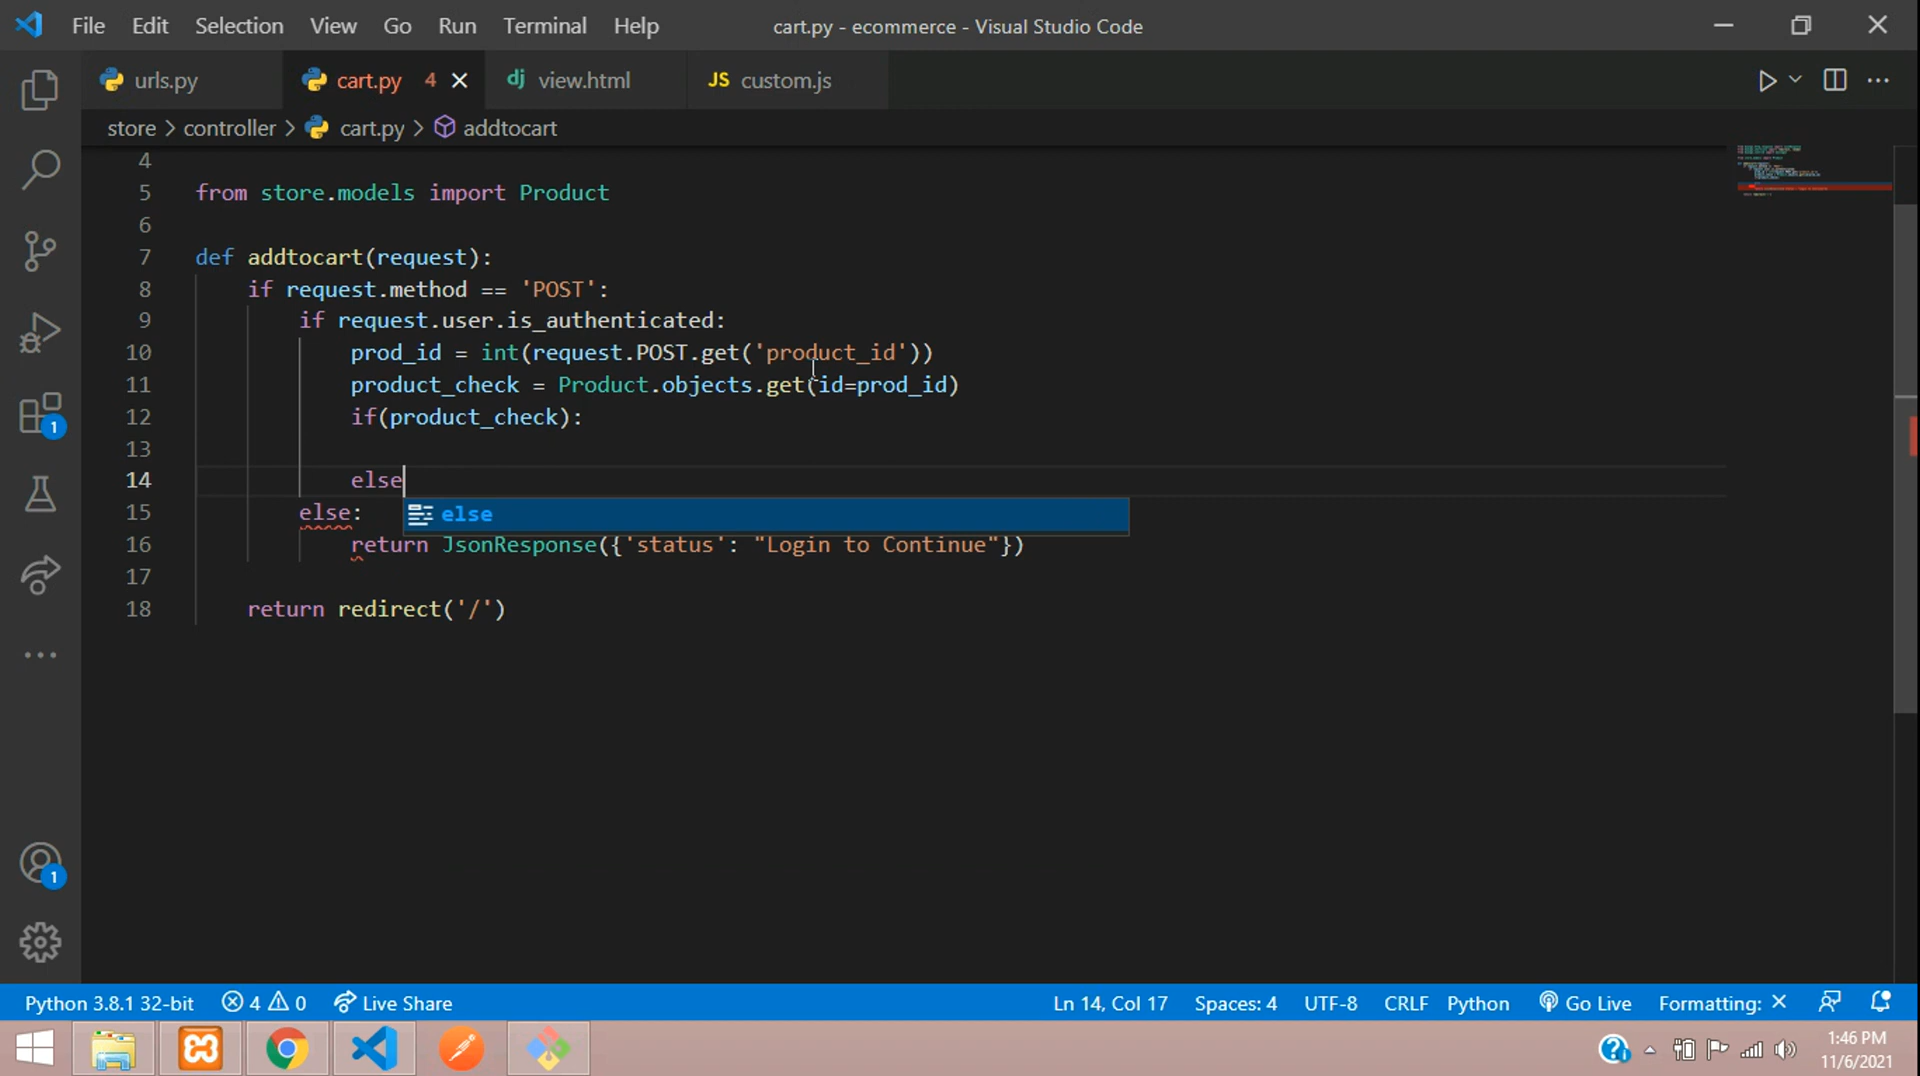 File Edit Selection View Go Run Terminal Help cart.py - ecommerce - Visual Studio Code
urls.py cart.py 4 view.html JS custom.js
store > controller > cart.py > addtocart
4
5 from store.models import Product
6
7 def addtocart(request):
8 if request.method == 'POST':
9 if request.user.is_authenticated:
10 prod_id = int(request.POST.get('product_id'))
11 product_check = Product.objects.get(id=prod_id)
12 if(product_check):
13
14 else
else
15 else:
16 return JsonResponse({'status': "Login to Continue"})
17
18 return redirect('/')
1
1
Python 3.8.1 32-bit 4 0 Live Share Ln 14, Col 17 Spaces: 4 UTF-8 CRLF Python Go Live Formatting: ×
1:46 PM
11/6/2021